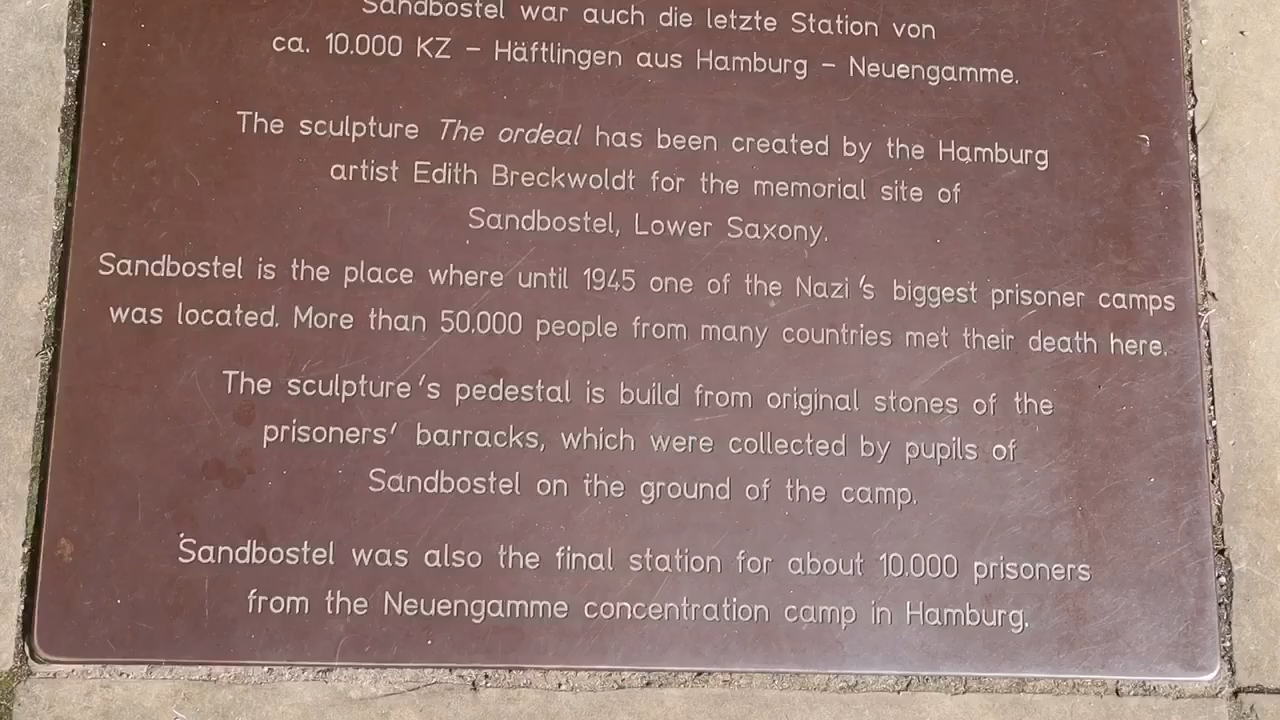 Sandbostel war auch die letzte Station von
ca. 10.000 KZ – Häftlingen aus Hamburg – Neuengamme.
The sculpture The ordeal has been created by the Hamburg
artist Edith Breckwoldt for the memorial site of
Sandbostel, Lower Saxony.
Sandbostel is the place where until 1945 one of the Nazi's biggest prisoner camps
was located. More than 50.000 people from many countries met their death here.
The sculpture's pedestal is build from original stones of the
prisoners' barracks, which were collected by pupils of
Sandbostel on the ground of the camp.
Sandbostel was also the final station for about 10.000 prisoners
from the Neuengamme concentration camp in Hamburg.